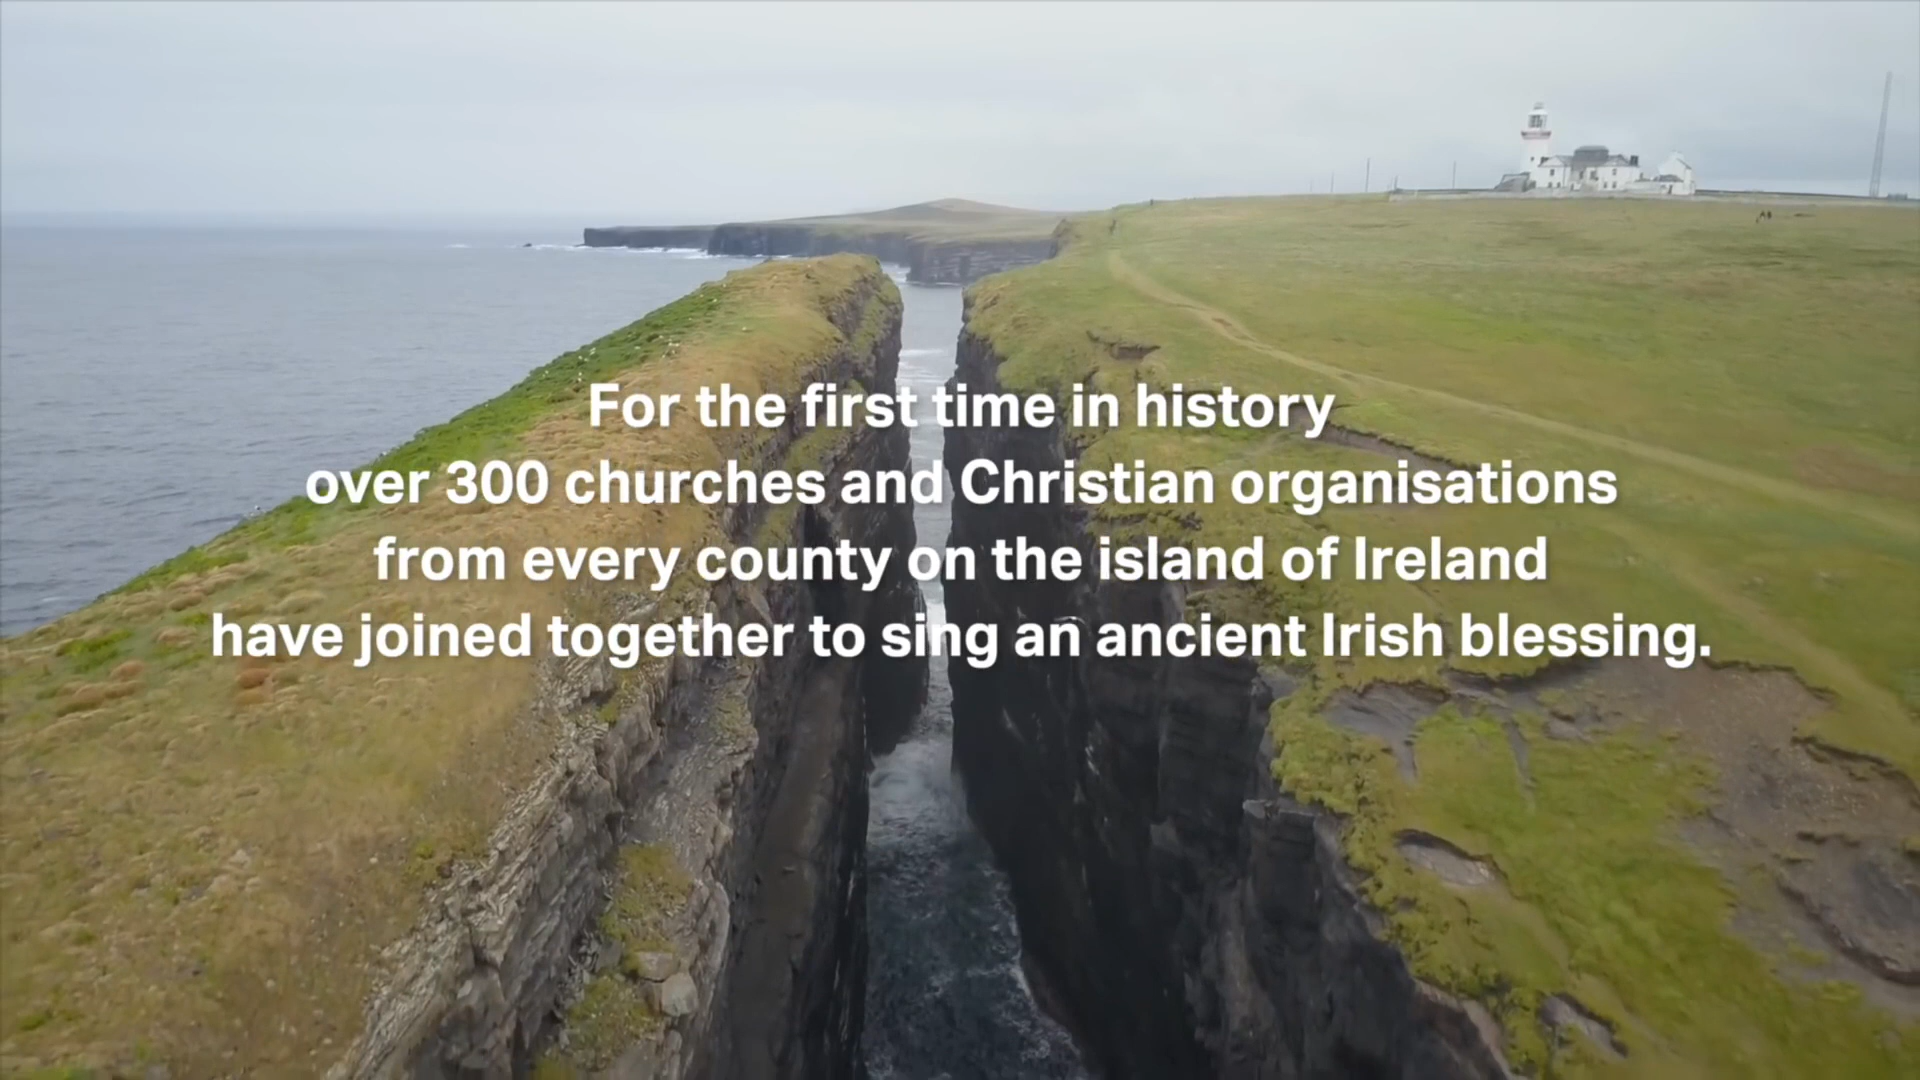 For the first time in history
over 300 churches and Christian organisations
from every county on the island of Ireland
have joined together to sing an ancient Irish blessing.